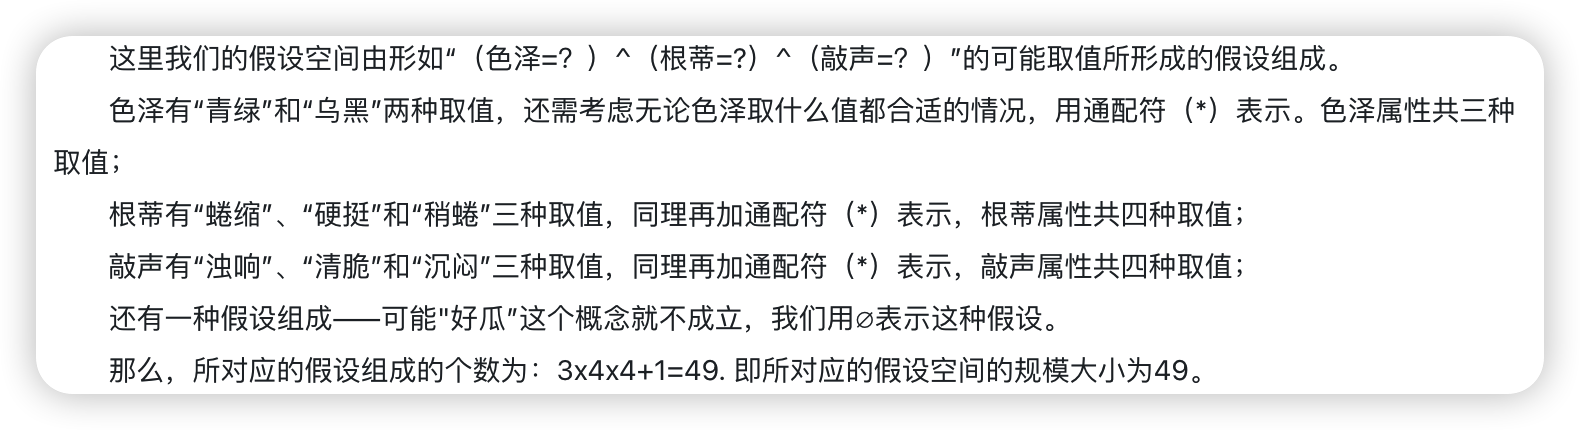 这里我们的假设空间由形如“（色泽=？）^（根蒂=?）^（敲声=？）”的可能取值所形成的假设组成。
色泽有“青绿”和“乌黑”两种取值，还需考虑无论色泽取什么值都合适的情况，用通配符（*）表示。色泽属性共三种
取值；
根蒂有“蜷缩”、“硬挺”和“稍蜷”三种取值，同理再加通配符（*）表示，根蒂属性共四种取值；
敲声有“浊响”、“清脆”和“沉闷”三种取值，同理再加通配符（*）表示，敲声属性共四种取值；
还有一种假设组成——可能"好瓜”这个概念就不成立，我们用∅表示这种假设。
那么，所对应的假设组成的个数为：3x4x4+1=49. 即所对应的假设空间的规模大小为49。